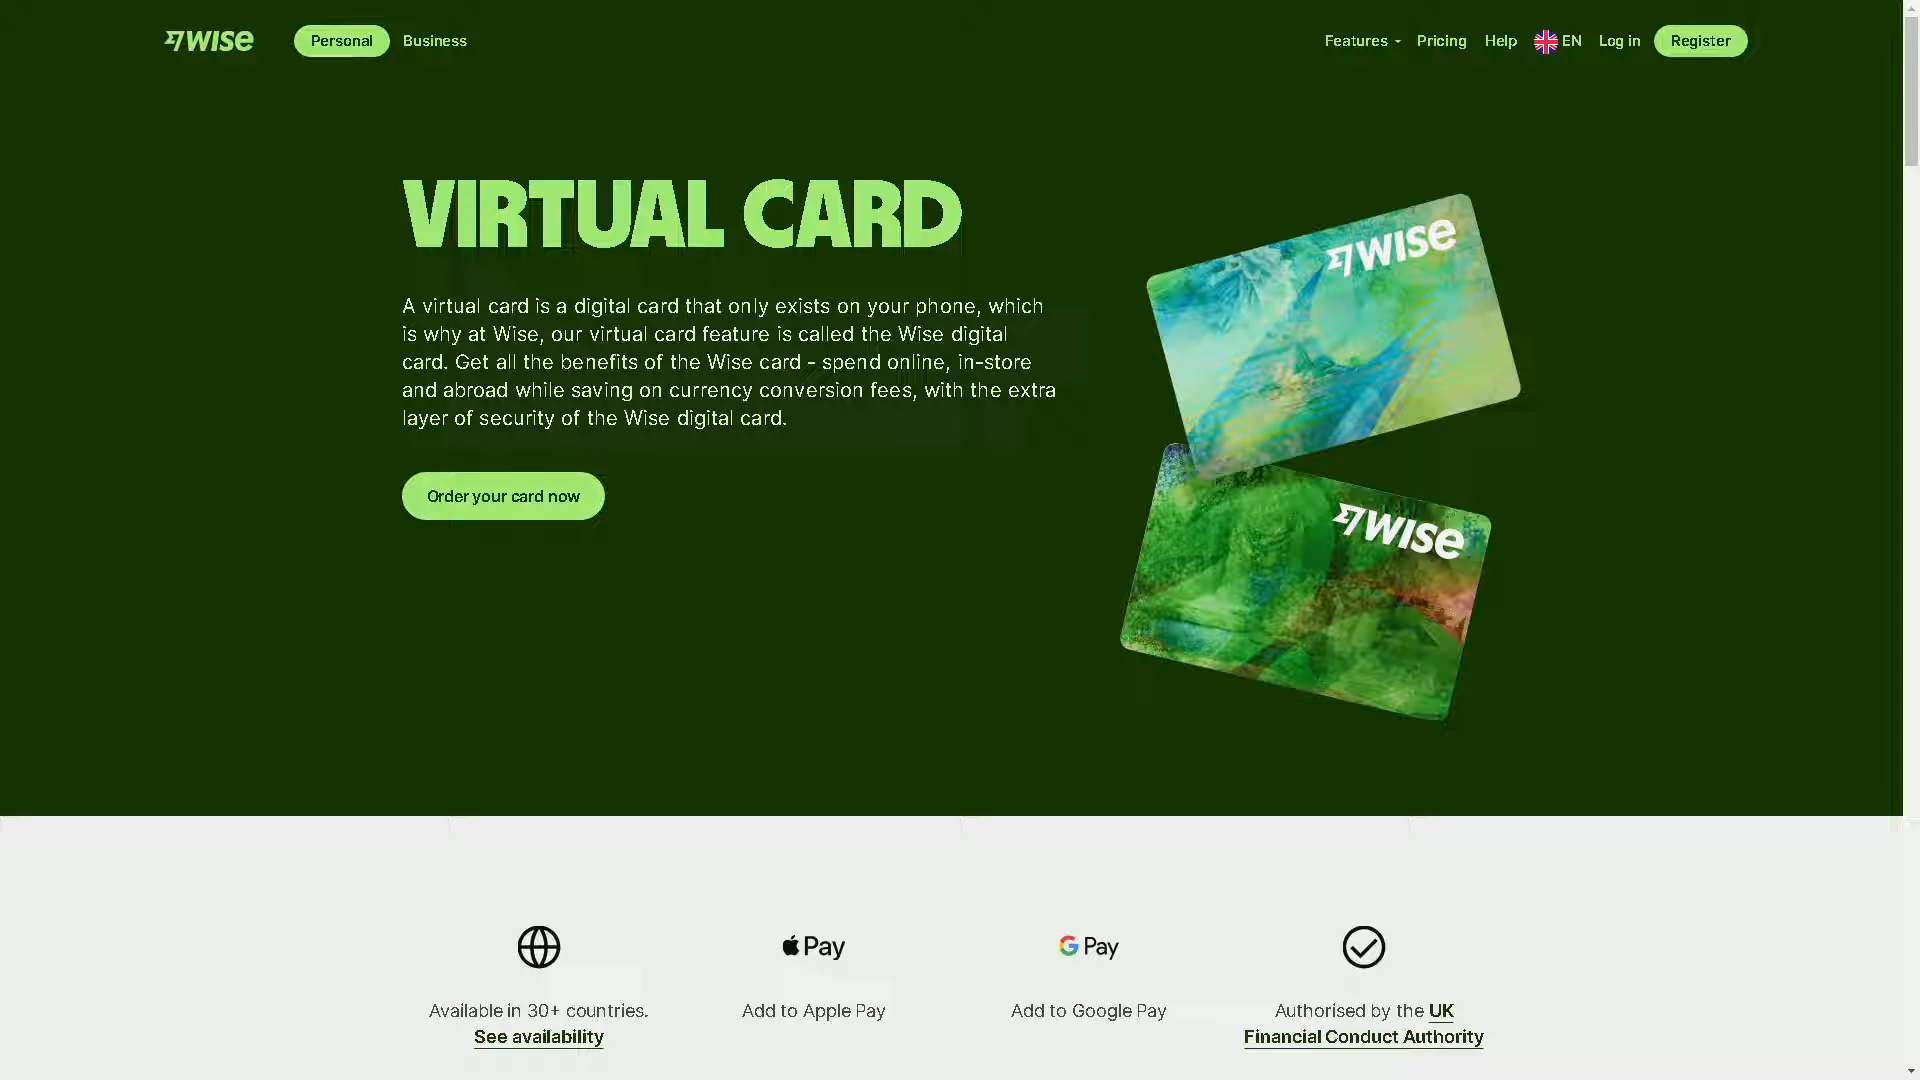 WISE
Personal
Business
Features
Pricing
Help
EN
Log in
Register
VIRTUAL CARD
A virtual card is a digital card that only exists on your phone, which
is why at Wise, our virtual card feature is called the Wise digital
card. Get all the benefits of the Wise card - spend online, in-store
and abroad while saving on currency conversion fees, with the extra
layer of security of the Wise digital card.
Order your card now
WISE
WISE
Available in 30+ countries.
See availability
Pay
Add to Apple Pay
G Pay
Add to Google Pay
Authorised by the UK
Financial Conduct Authority